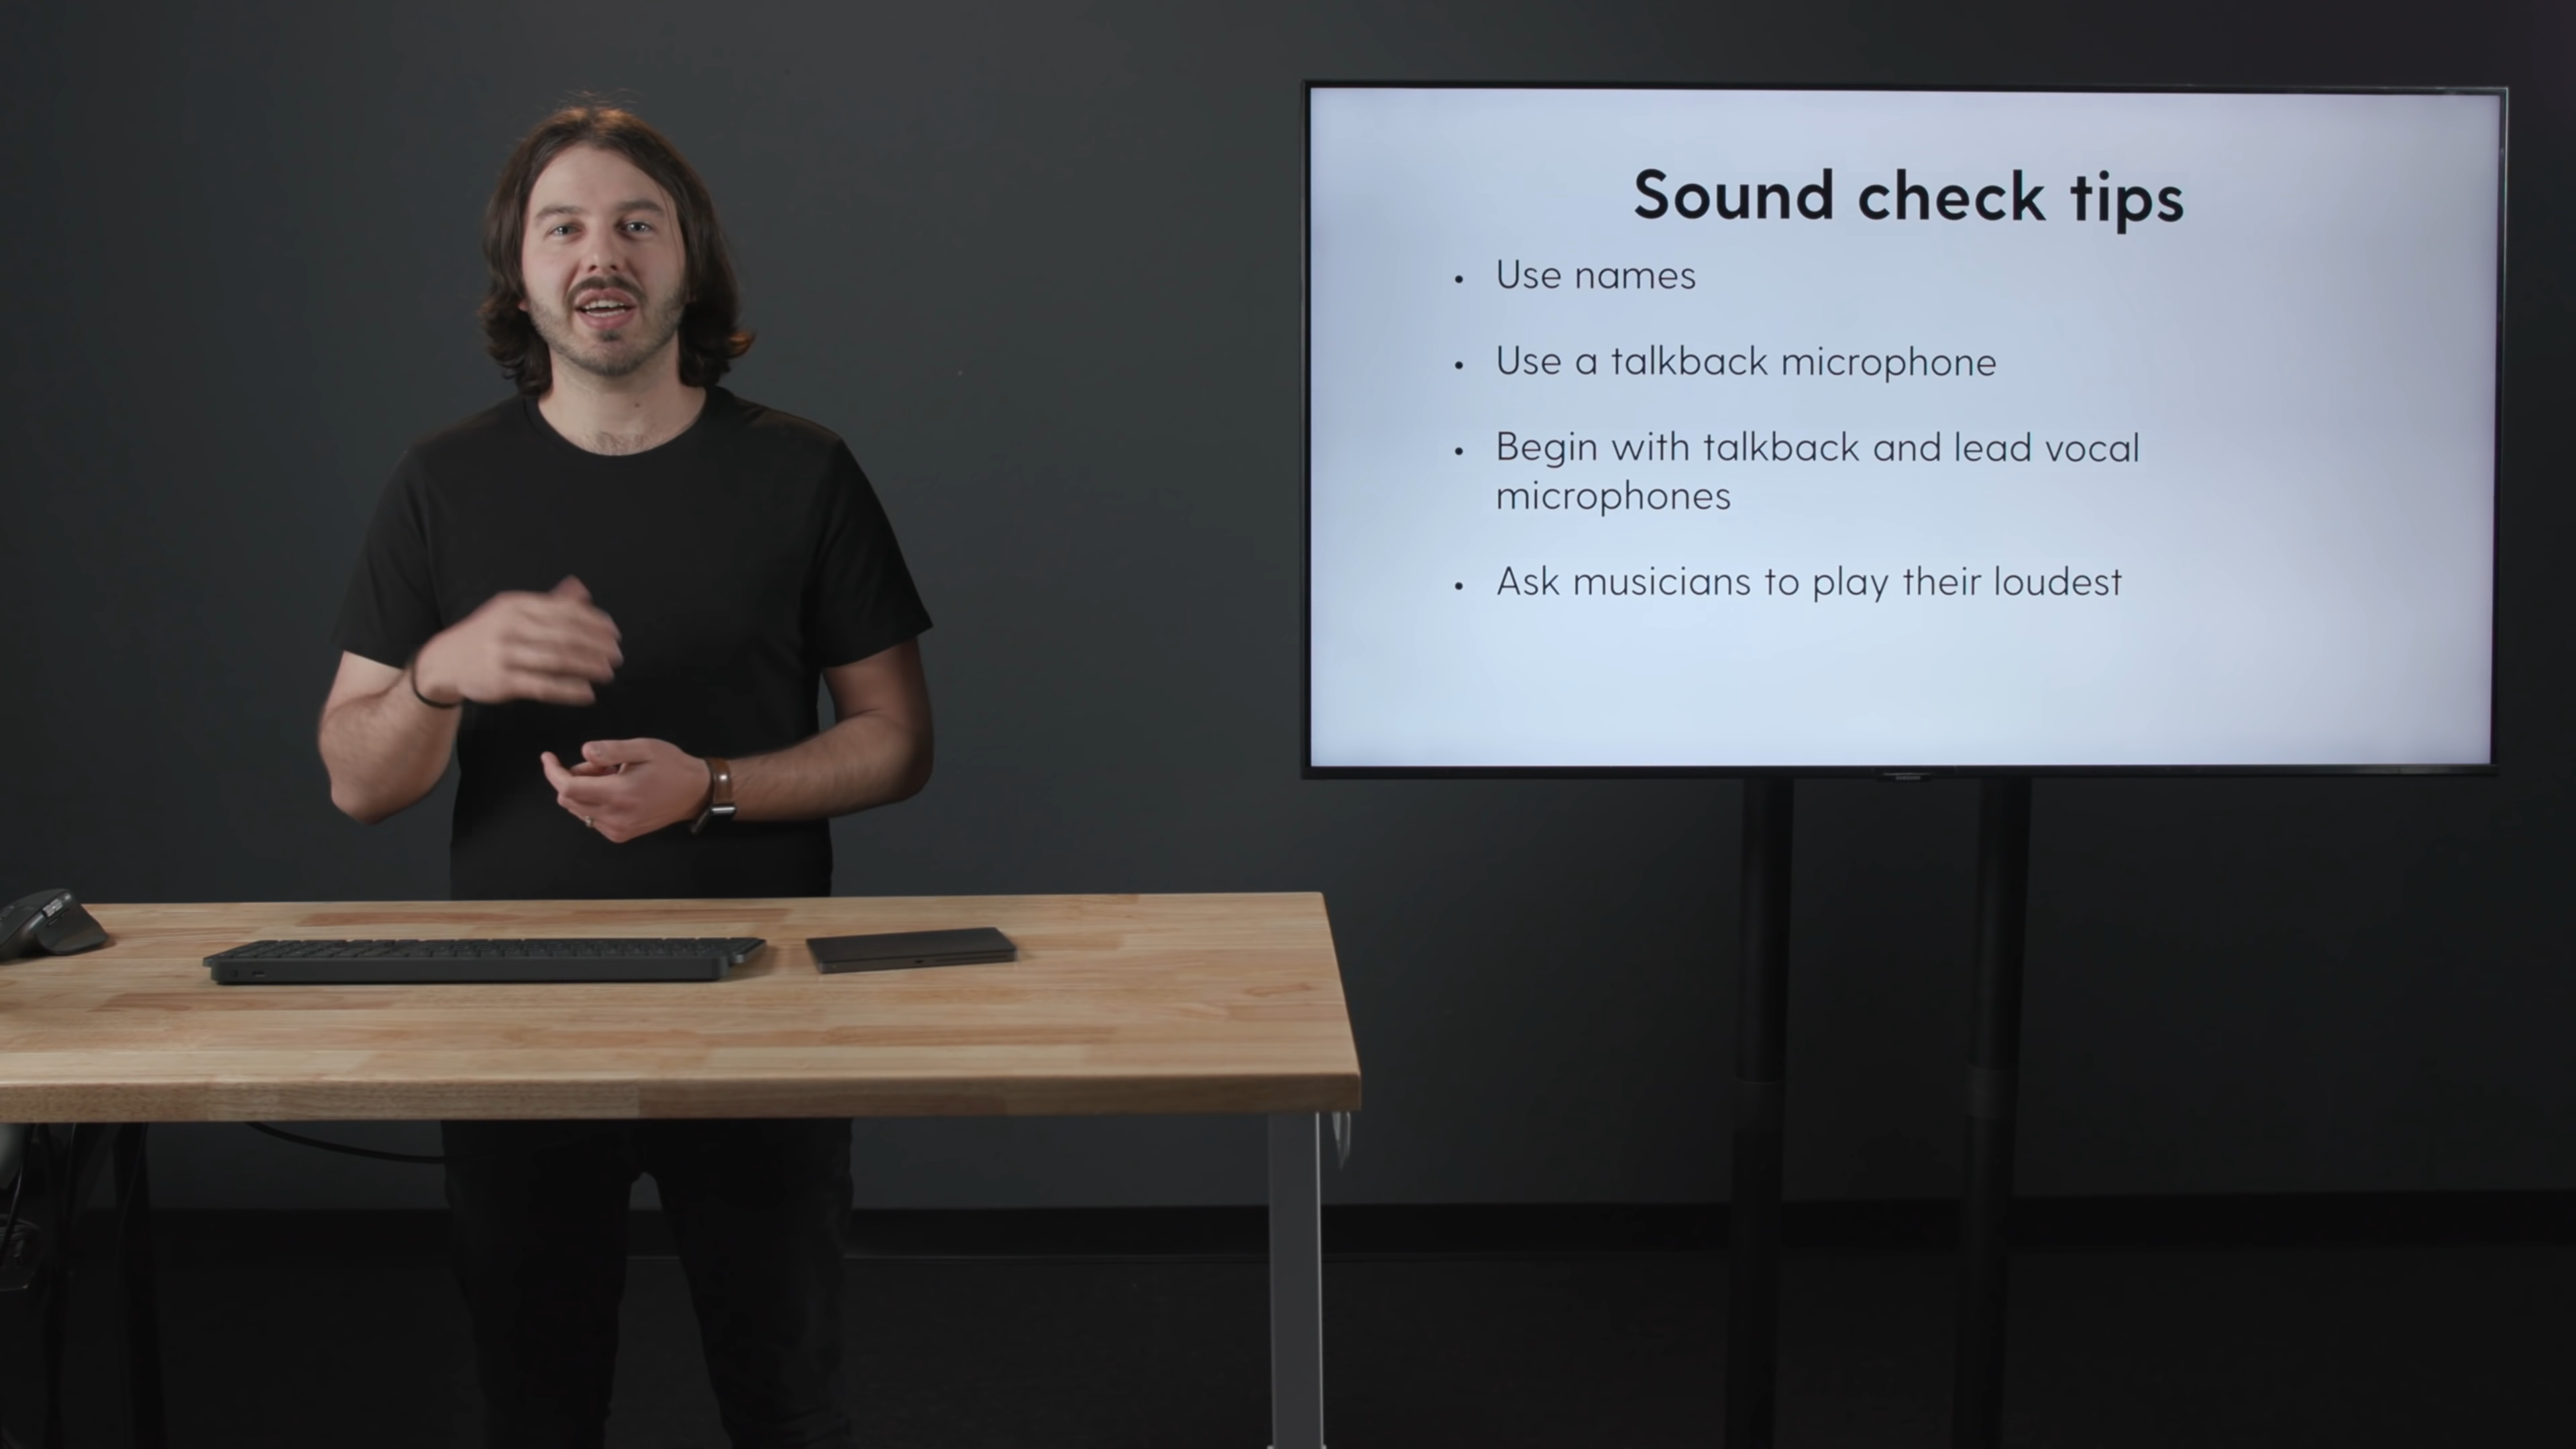 Sound check tips
• Use names
• Use a talkback microphone
• Begin with talkback and lead vocal
microphones
• Ask musicians to play their loudest